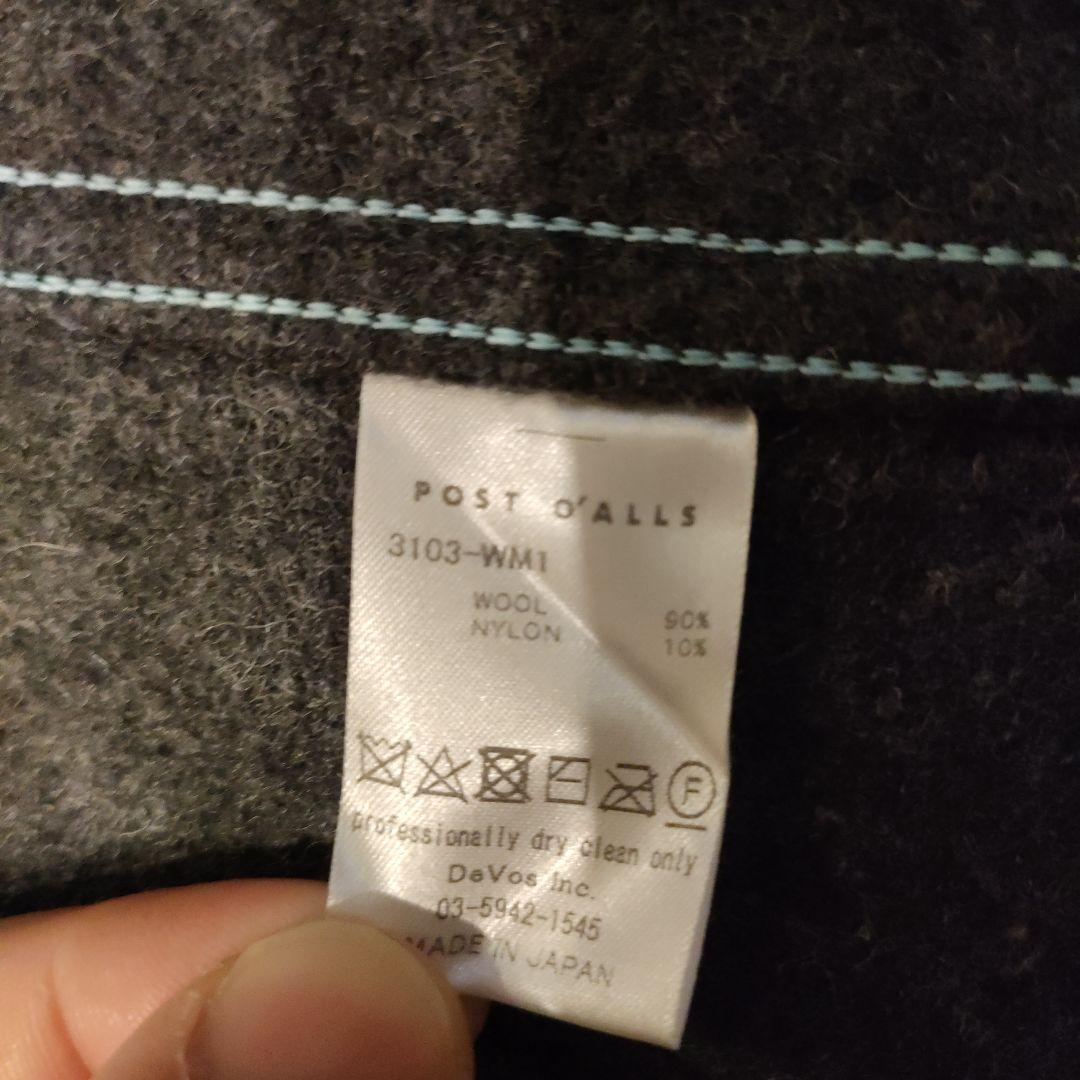 POST O'ALLS
3103-WM1
WOOL 90%
NYLON 10%
F
professionally dry clean only
DeVos Inc.
03-5942-1545
MADE IN JAPAN